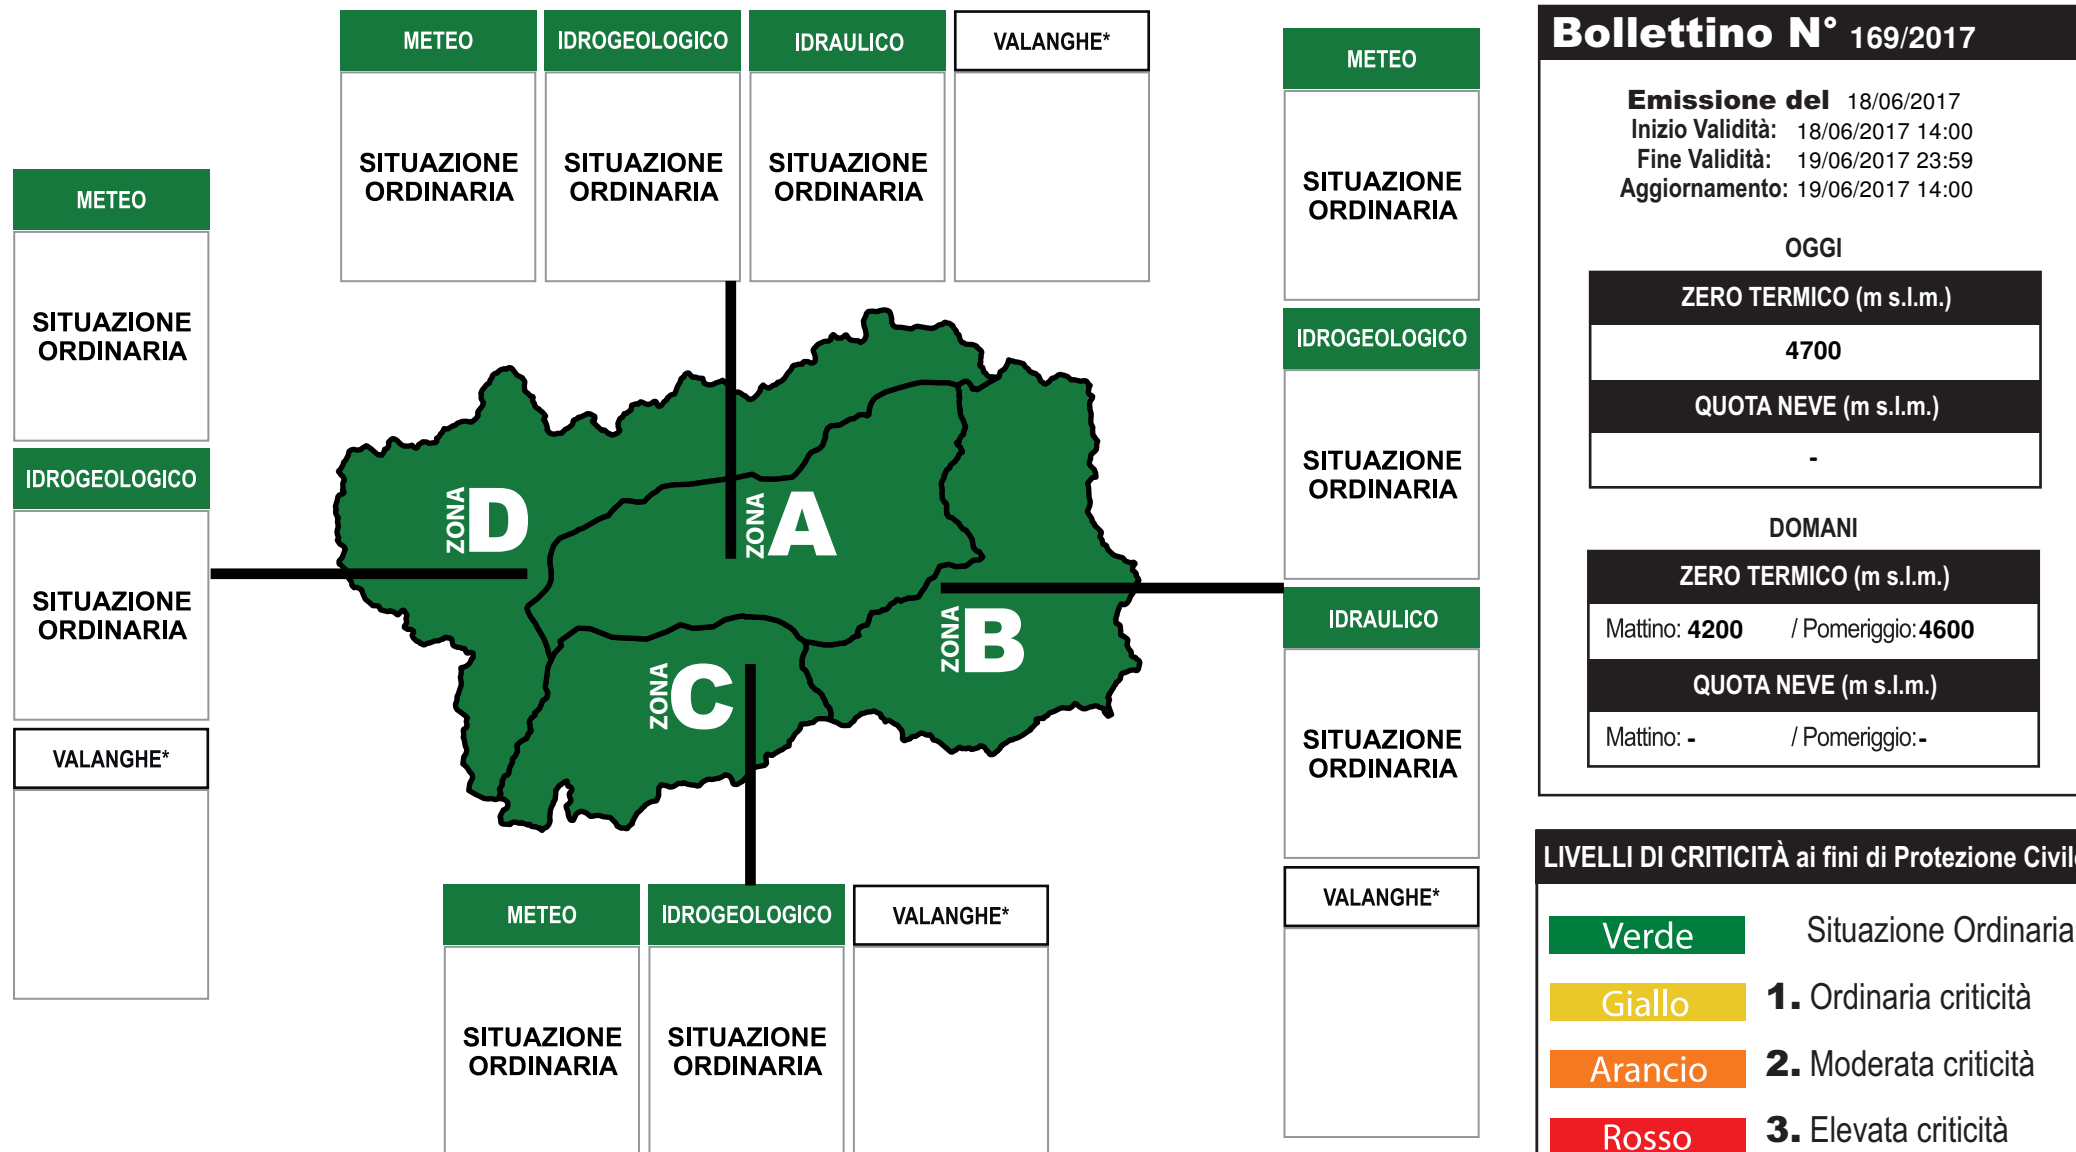 METEO
IDROGEOLOGICO
IDRAULICO
VALANGHE*
SITUAZIONE
ORDINARIA
SITUAZIONE
ORDINARIA
SITUAZIONE
ORDINARIA
METEO
SITUAZIONE
ORDINARIA
IDROGEOLOGICO
SITUAZIONE
ORDINARIA
VALANGHE*
ZONA D
ZONA A
ZONA B
ZONA C
METEO
SITUAZIONE
ORDINARIA
IDROGEOLOGICO
SITUAZIONE
ORDINARIA
IDRAULICO
SITUAZIONE
ORDINARIA
VALANGHE*
METEO
IDROGEOLOGICO
VALANGHE*
SITUAZIONE
ORDINARIA
SITUAZIONE
ORDINARIA
Bollettino N° 169/2017
Emissione del 18/06/2017
Inizio Validità: 18/06/2017 14:00
Fine Validità: 19/06/2017 23:59
Aggiornamento: 19/06/2017 14:00
OGGI
ZERO TERMICO (m s.l.m.)
4700
QUOTA NEVE (m s.l.m.)
-
DOMANI
ZERO TERMICO (m s.l.m.)
Mattino: 4200 / Pomeriggio: 4600
QUOTA NEVE (m s.l.m.)
Mattino: - / Pomeriggio: -
LIVELLI DI CRITICITÀ ai fini di Protezione Civil
Verde Situazione Ordinaria
Giallo 1. Ordinaria criticità
Arancio 2. Moderata criticità
Rosso 3. Elevata criticità